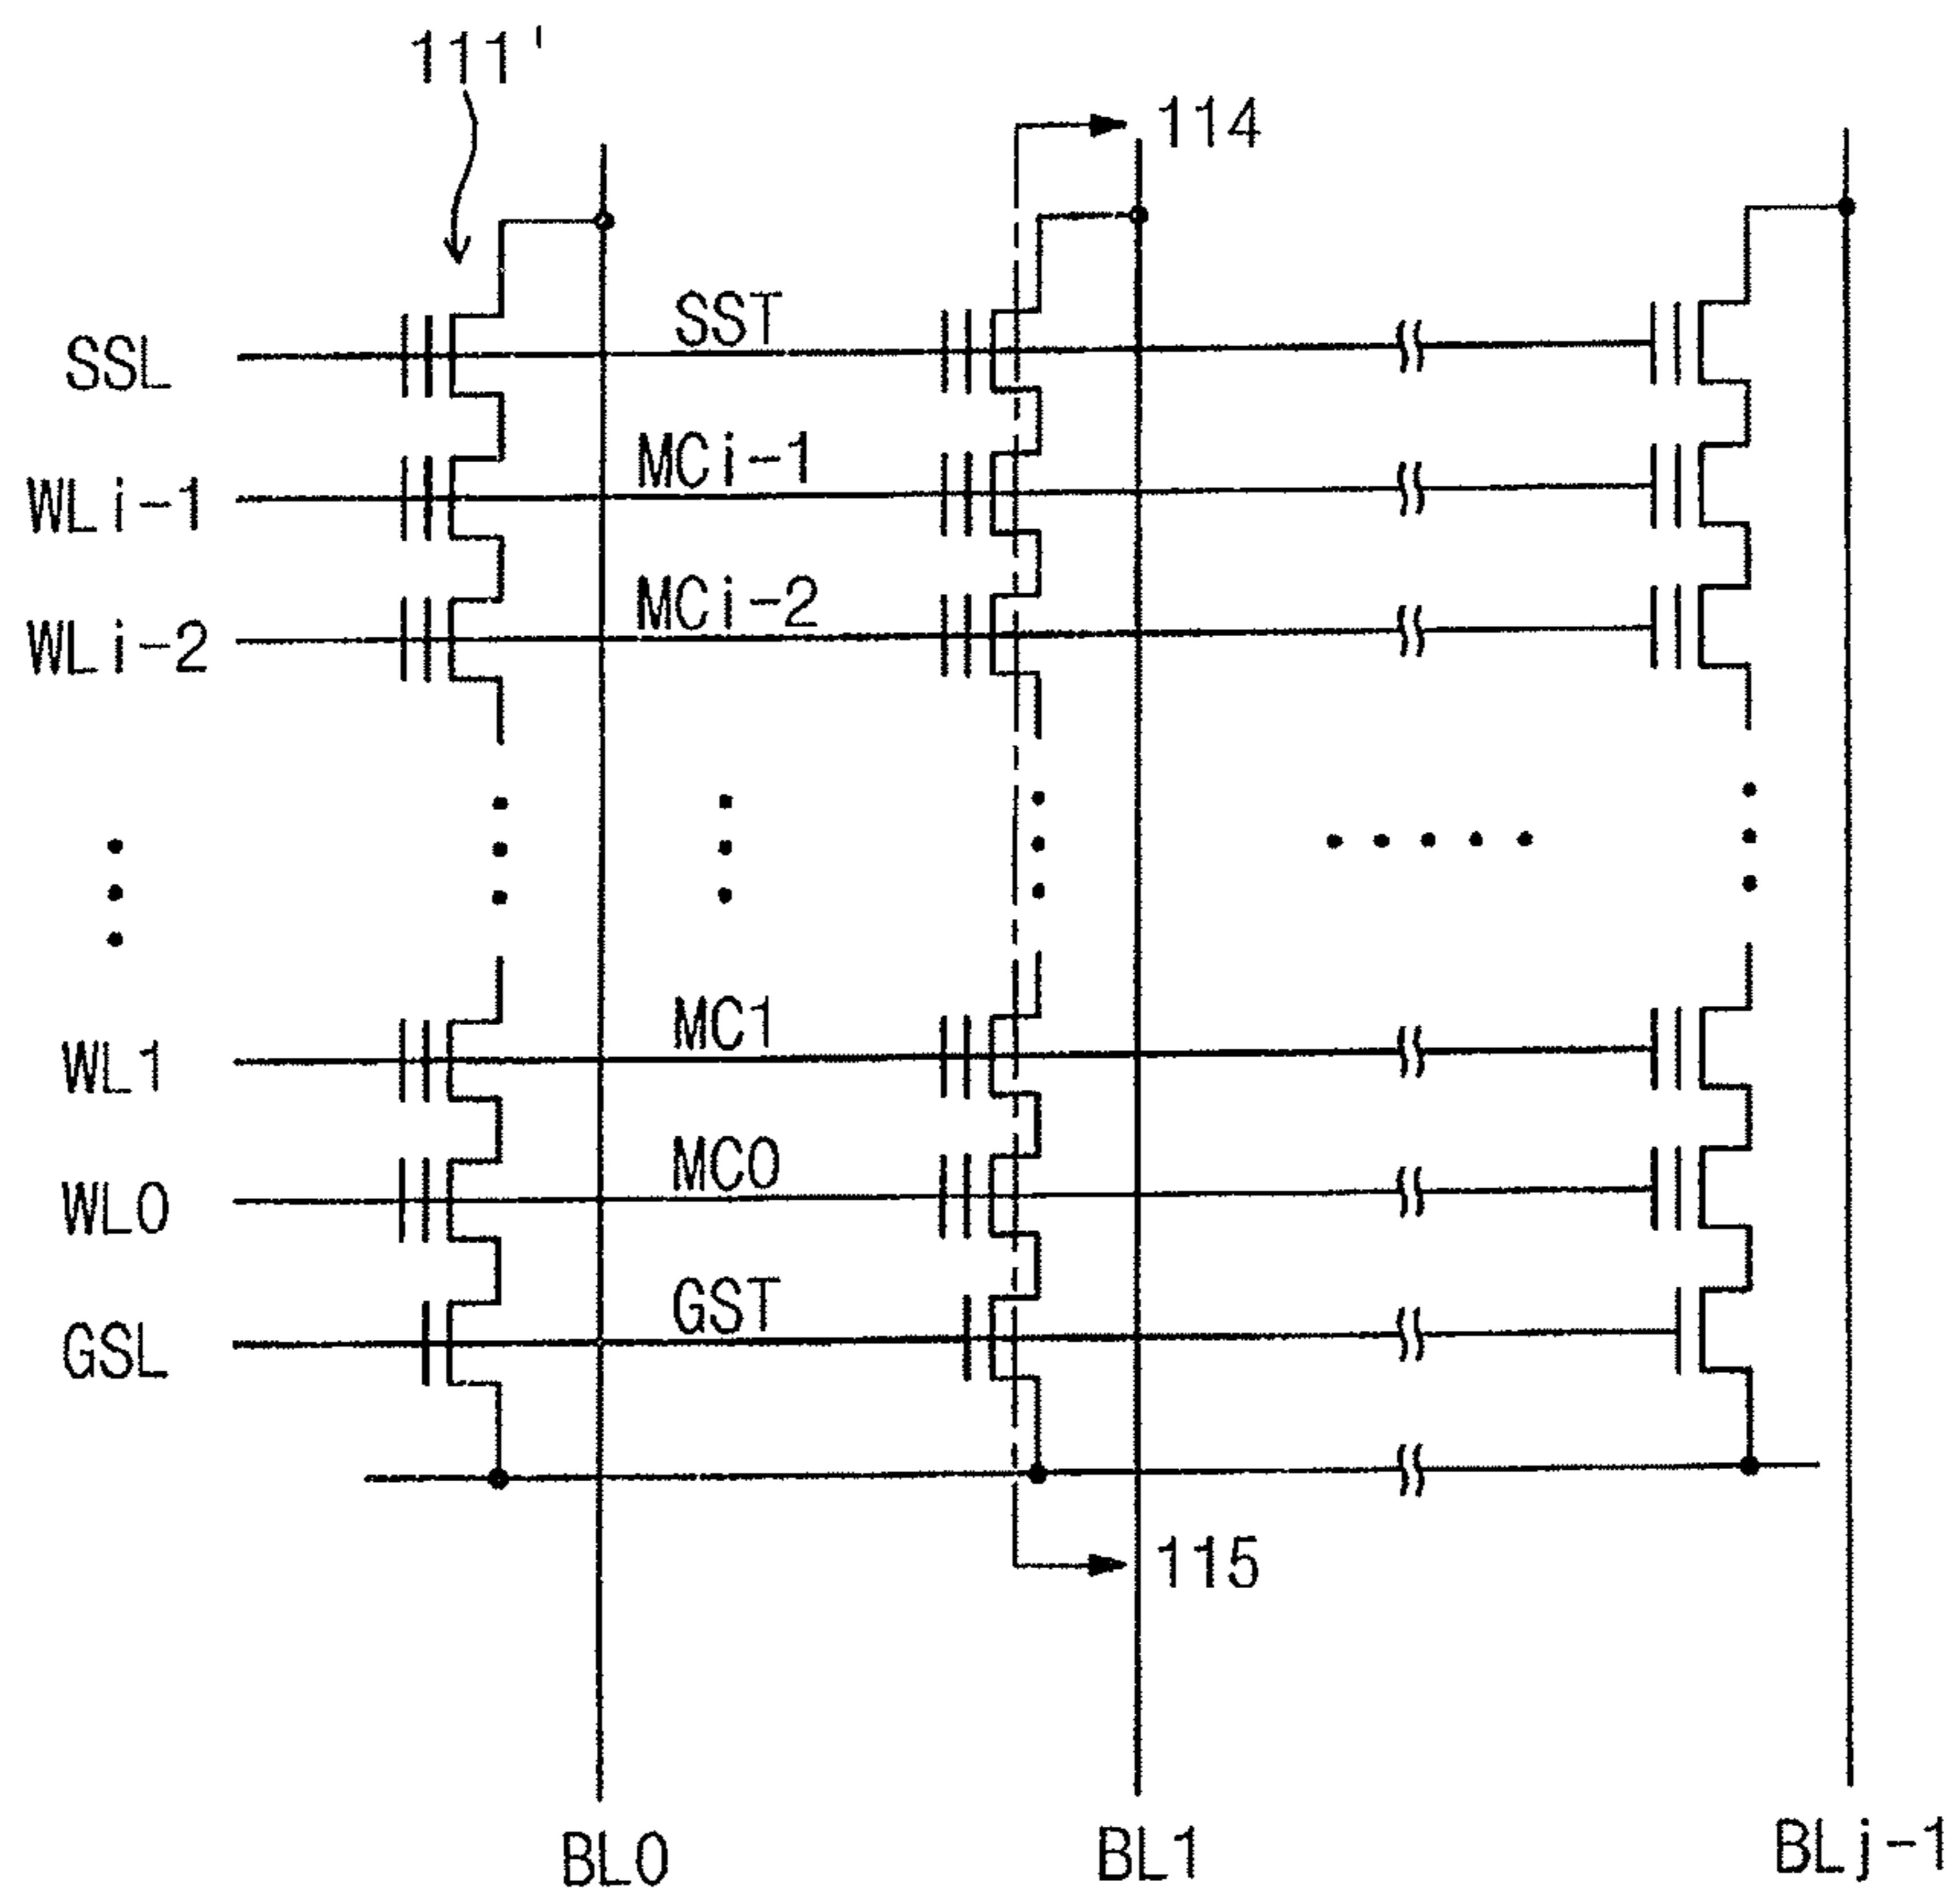 111'
114
SSL SST
WLi-1 MCi-1
WLi-2 MCi-2
WL1 MC1
WL0 MC0
GSL GST
115
BL0 BL1 BLj-1